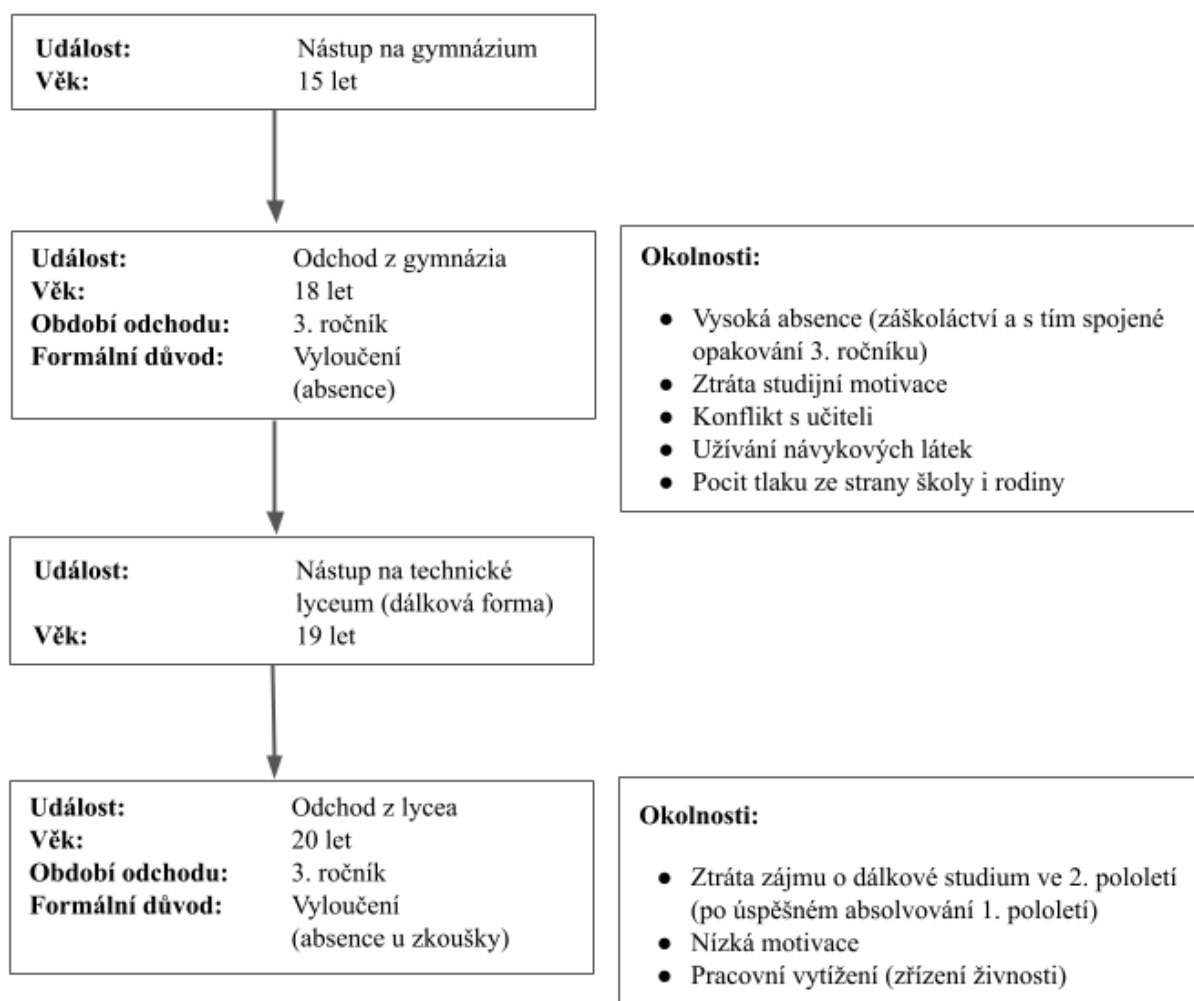 Událost: Nástup na gymnázium
Věk: 15 let
Událost: Odchod z gymnázia
Věk: 18 let
Období odchodu: 3. ročník
Formální důvod: Vyloučení
(absence)
Okolnosti:
● Vysoká absence (záškoláctví a s tím spojené
opakování 3. ročníku)
● Ztráta studijní motivace
● Konflikt s učiteli
● Užívání návykových látek
● Pocit tlaku ze strany školy i rodiny
Událost: Nástup na technické
lyceum (dálková forma)
Věk: 19 let
Událost: Odchod z lycea
Věk: 20 let
Období odchodu: 3. ročník
Formální důvod: Vyloučení
(absence u zkoušky)
Okolnosti:
● Ztráta zájmu o dálkové studium ve 2. pololetí
(po úspěšném absolvování 1. pololetí)
● Nízká motivace
● Pracovní vytížení (zřízení živnosti)